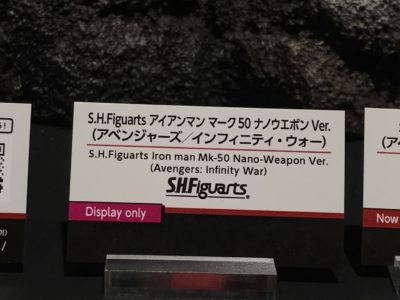 S.H.Figuarts アイアンマン マーク50 ナノウエポン Ver.
(アベンジャーズ／インフィニティ・ウォー)
S.H.Figuarts Iron man Mk-50 Nano-Weapon Ver.
(Avengers: Infinity War)
S.H.Figuarts®
Display only
Now